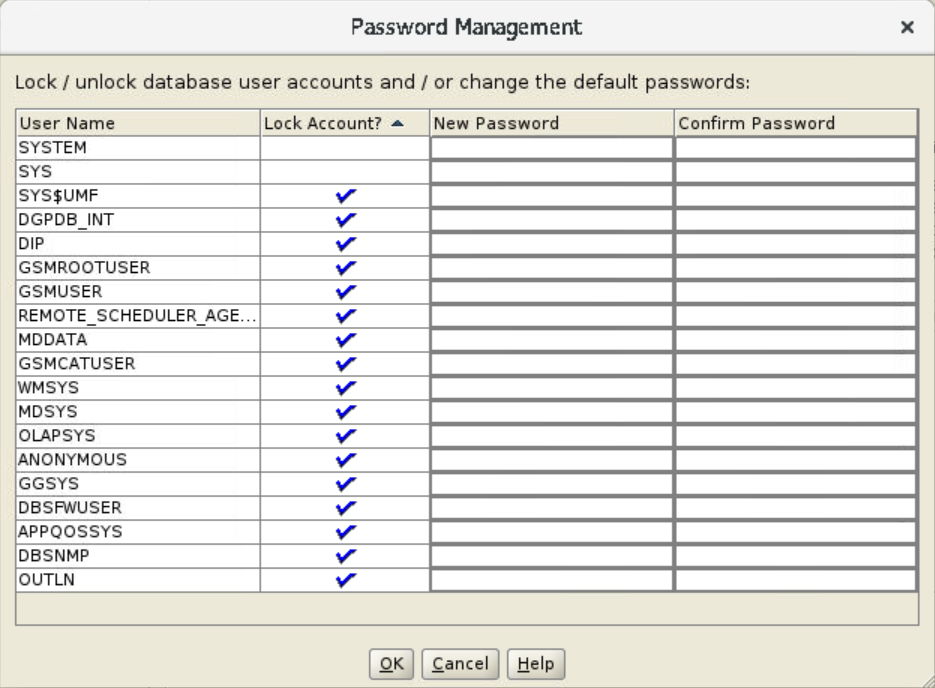 Password Management
Lock / unlock database user accounts and / or change the default passwords:
User Name Lock Account? New Password Confirm Password
SYSTEM
SYS
SYS$UMF
DGPDB_INT
DIP
GSMROOTUSER
GSMUSER
REMOTE_SCHEDULER_AGE...
MDDATA
GSMCATUSER
WMSYS
MDSYS
OLAPSYS
ANONYMOUS
GGSYS
DBSFWUSER
APPQOSSYS
DBSNMP
OUTLN
OK Cancel Help